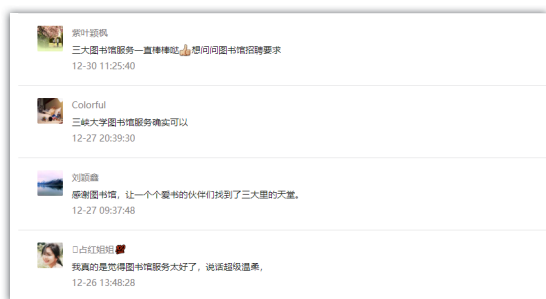 紫叶颖枫
三大图书馆服务一直棒棒哒👍想问问图书馆招聘要求
12-30 11:25:40
Colorful
三峡大学图书馆服务确实可以
12-27 20:39:30
刘颖鑫
感谢图书馆，让一个个爱书的伙伴们找到了三大里的天堂。
12-27 09:37:48
占红姐姐
我真的是觉得图书馆服务太好了，说话超级温柔，
12-26 13:48:28